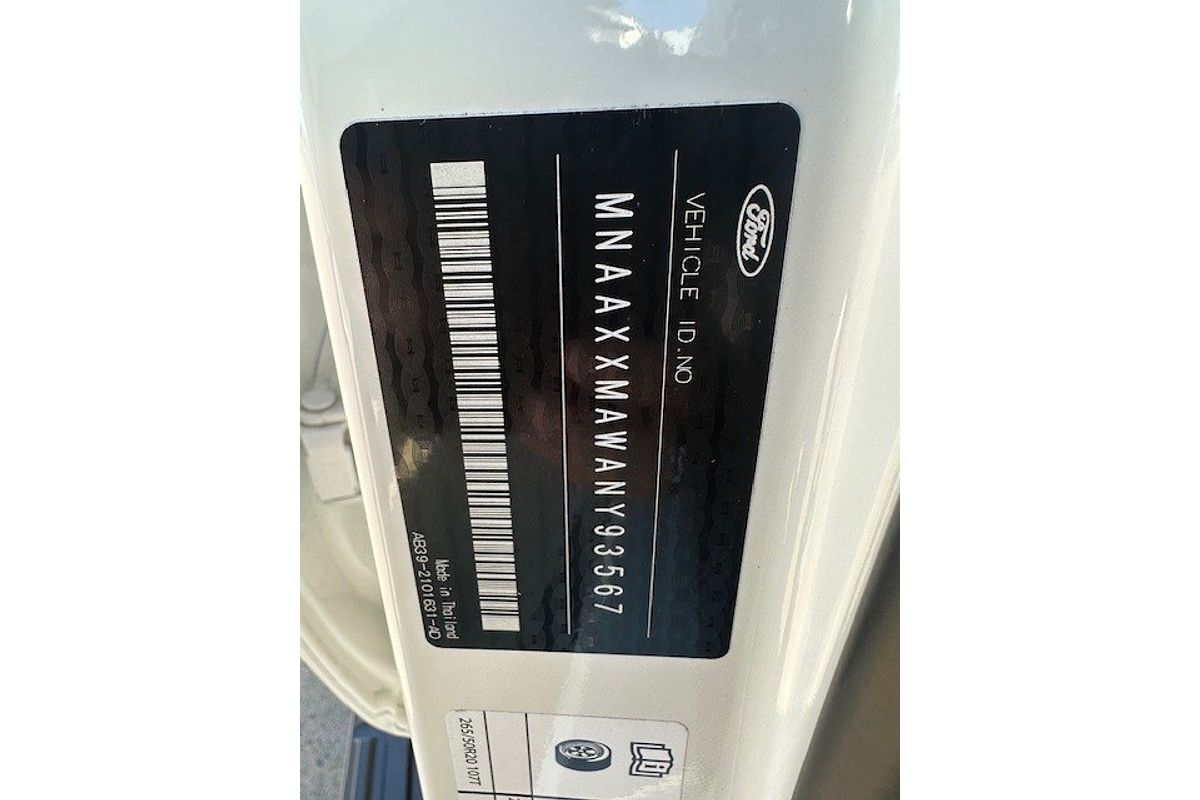 Ford
VEHICLE ID.NO
MNAAXXMAWANY93567
Made in Thailand
AB39-2101631-AD
265/50R20 107T